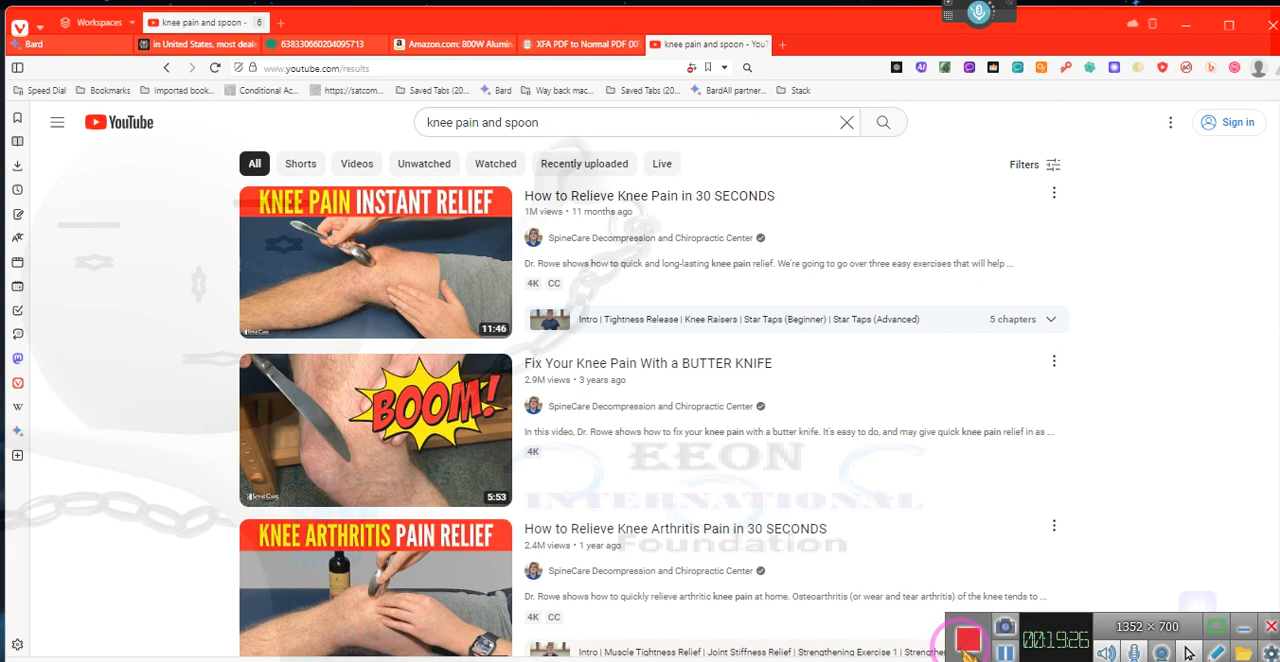 Workspaces
knee pain and spoon - 6
Bard
in United States, most deale
638330660204095713
Amazon.com: 800W Alumin
XFA PDF to Normal PDF (XF
knee pain and spoon - YouT
www.youtube.com/results
Speed Dial
Bookmarks
Imported book...
Conditional Ac...
https://satcom...
Saved Tabs (20...
Bard
Way back mac...
Saved Tabs (20...
BardAll partner...
Stack
YouTube
knee pain and spoon
Sign in
All
Shorts
Videos
Unwatched
Watched
Recently uploaded
Live
Filters
KNEE PAIN INSTANT RELIEF
11:46
How to Relieve Knee Pain in 30 SECONDS
1M views • 11 months ago
SpineCare Decompression and Chiropractic Center
Dr. Rowe shows how to quick and long-lasting knee pain relief. We're going to go over three easy exercises that will help ...
4K CC
Intro | Tightness Release | Knee Raisers | Star Taps (Beginner) | Star Taps (Advanced)
5 chapters
BOOM!
5:53
Fix Your Knee Pain With a BUTTER KNIFE
2.9M views • 3 years ago
SpineCare Decompression and Chiropractic Center
In this video, Dr. Rowe shows how to fix your knee pain with a butter knife. It's easy to do, and may give quick knee pain relief in as ...
4K
EEON
INTERNATIONAL
Foundation
KNEE ARTHRITIS PAIN RELIEF
How to Relieve Knee Arthritis Pain in 30 SECONDS
2.4M views • 1 year ago
SpineCare Decompression and Chiropractic Center
Dr. Rowe shows how to quickly relieve arthritic knee pain at home. Osteoarthritis (or wear and tear arthritis) of the knee tends to ...
4K CC
Intro | Muscle Tightness Relief | Joint Stiffness Relief | Strengthening Exercise 1 |
00:19:26
1352 × 700